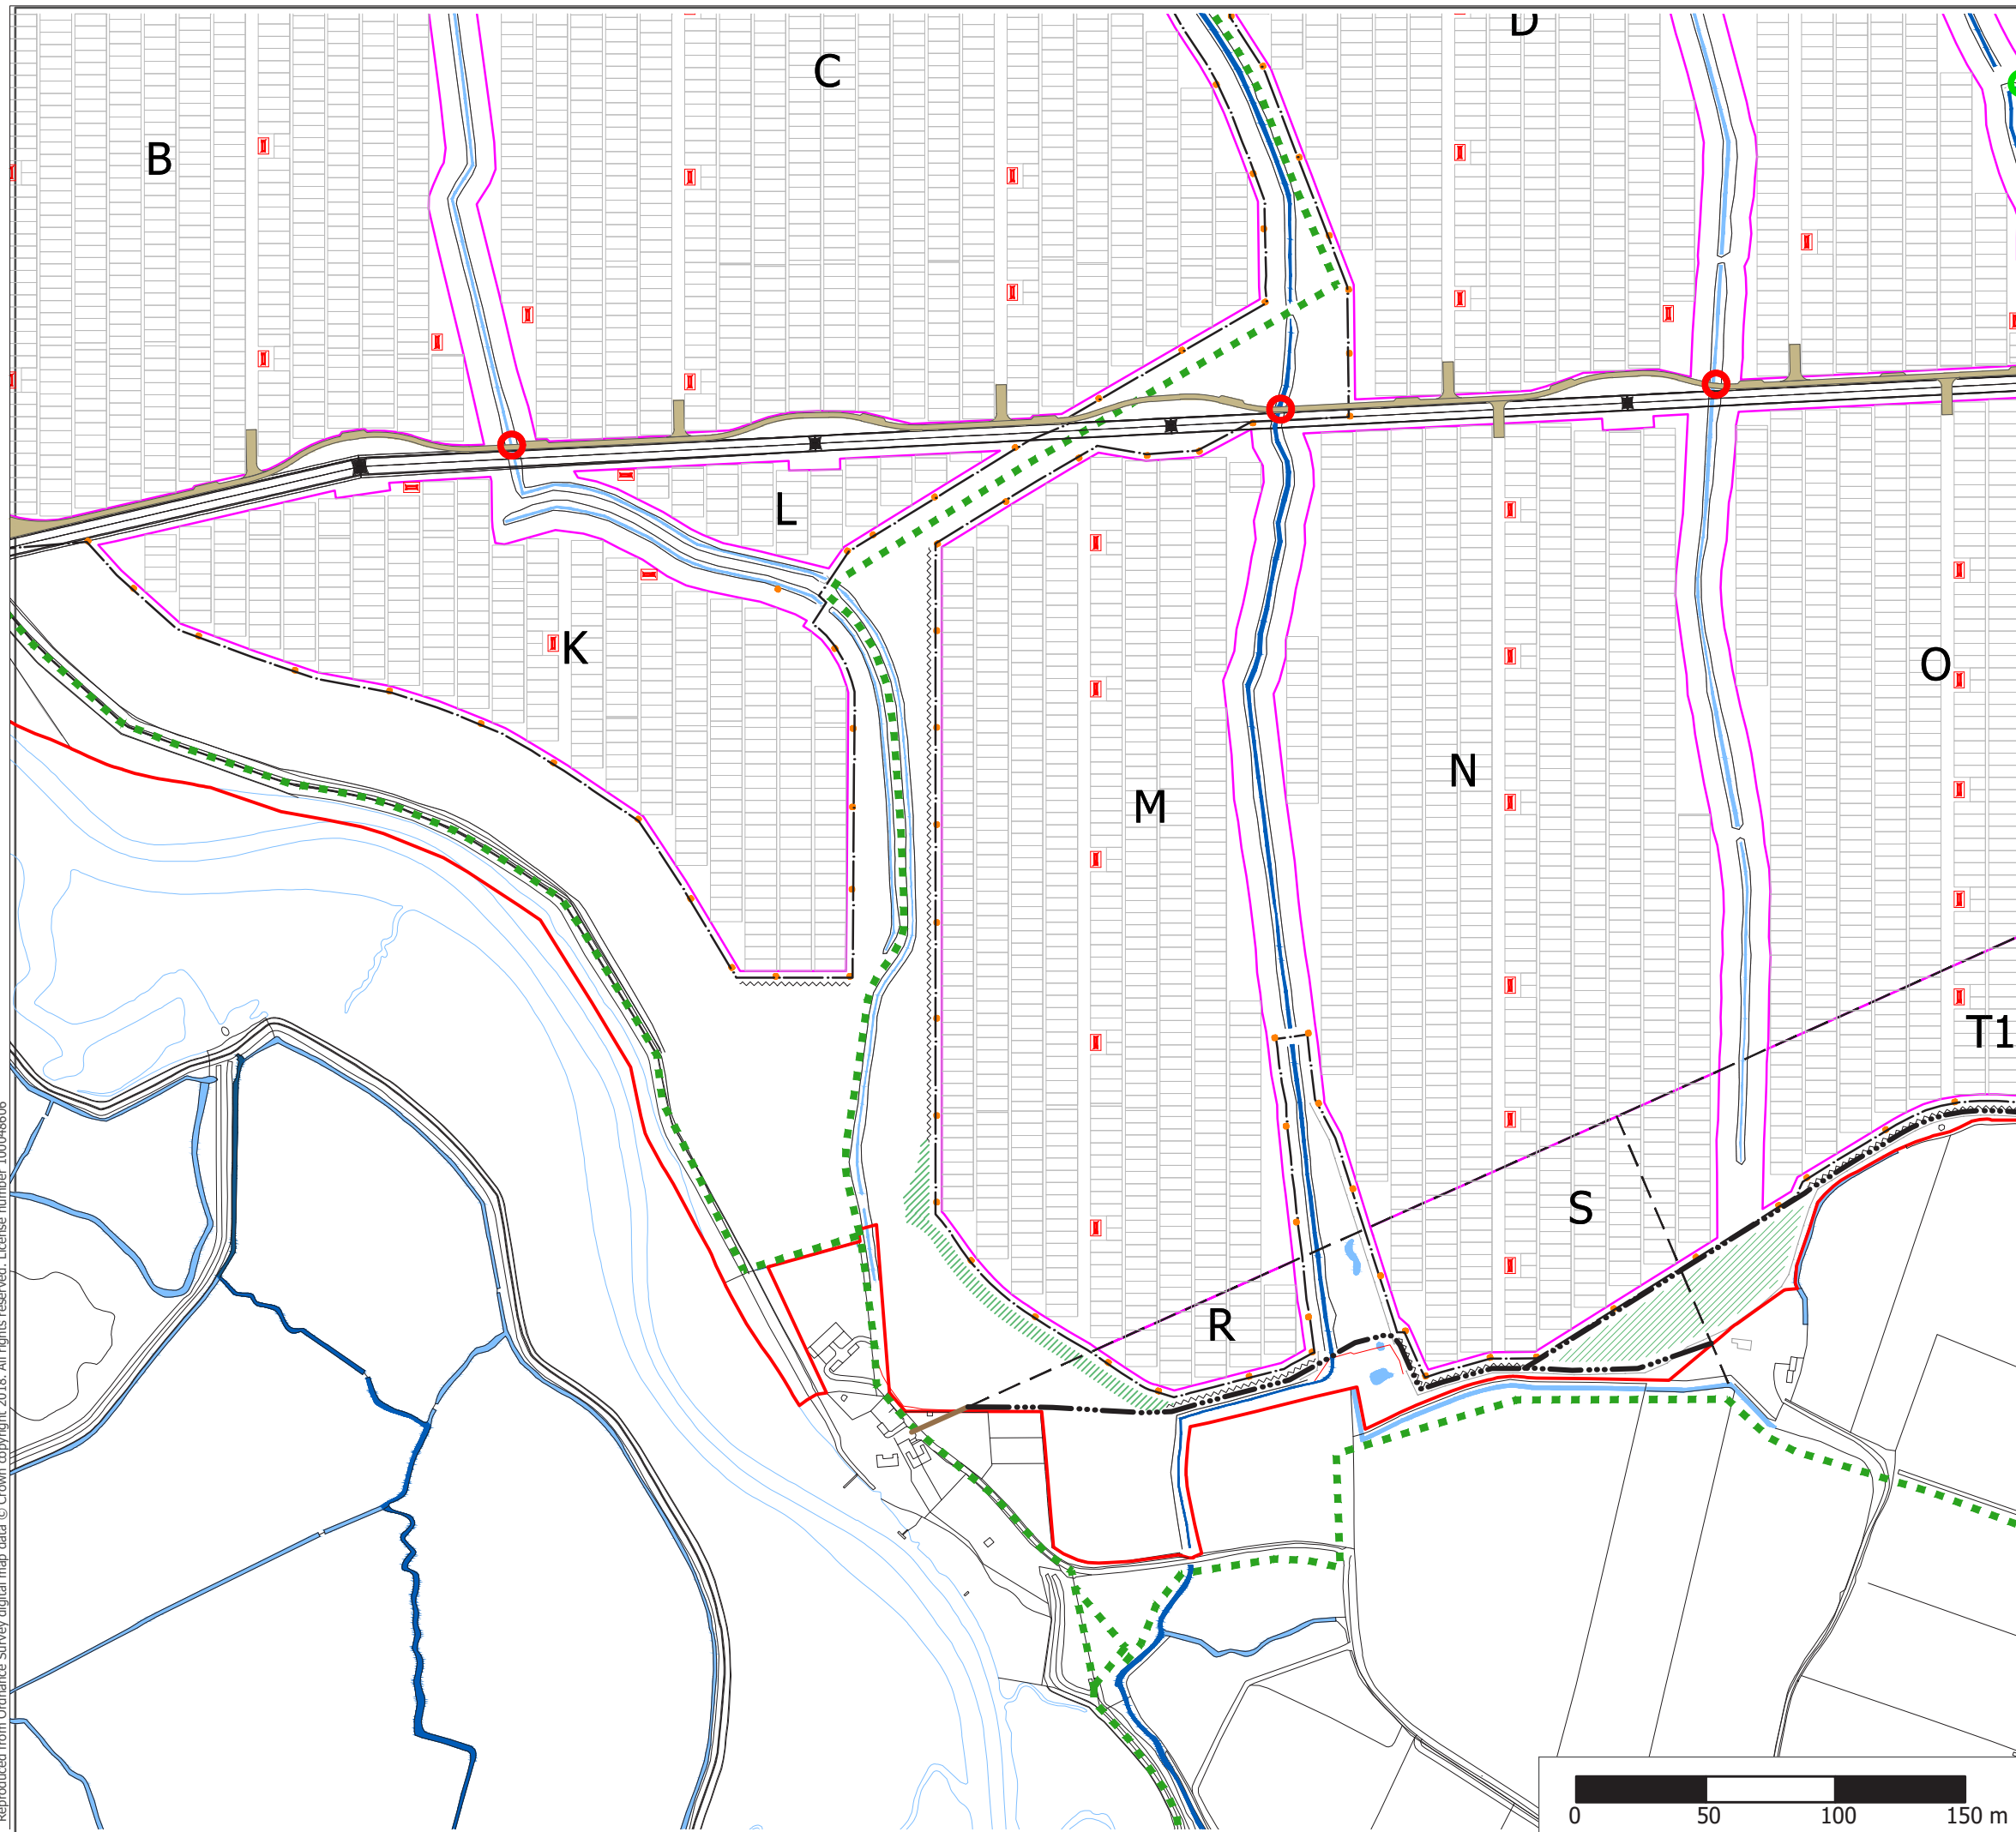 D
C
B
L
K
O
N
M
T1
S
R
Reproduced from Ordnance Survey digital map data © Crown copyright 2018. All rights reserved. License number 100048606
0 50 100 150 m